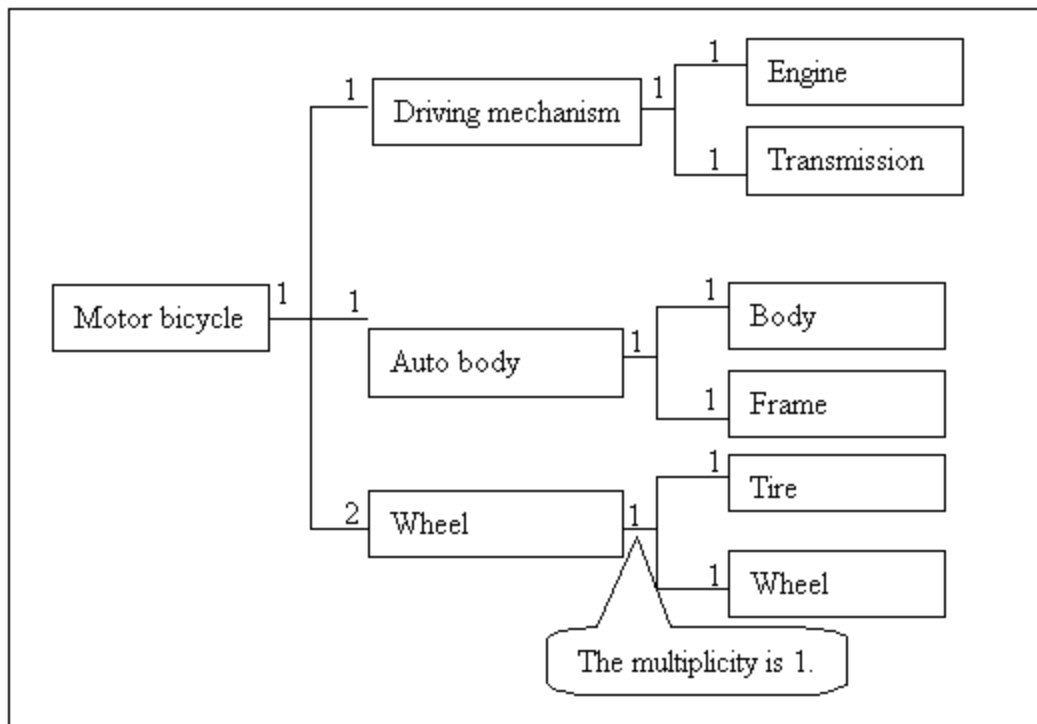 1
Engine
1
Driving mechanism
1
1
Transmission
Motor bicycle
1
1
Auto body
1
1
Body
1
Frame
2
Wheel
1
1
Tire
1
Wheel
The multiplicity is 1.